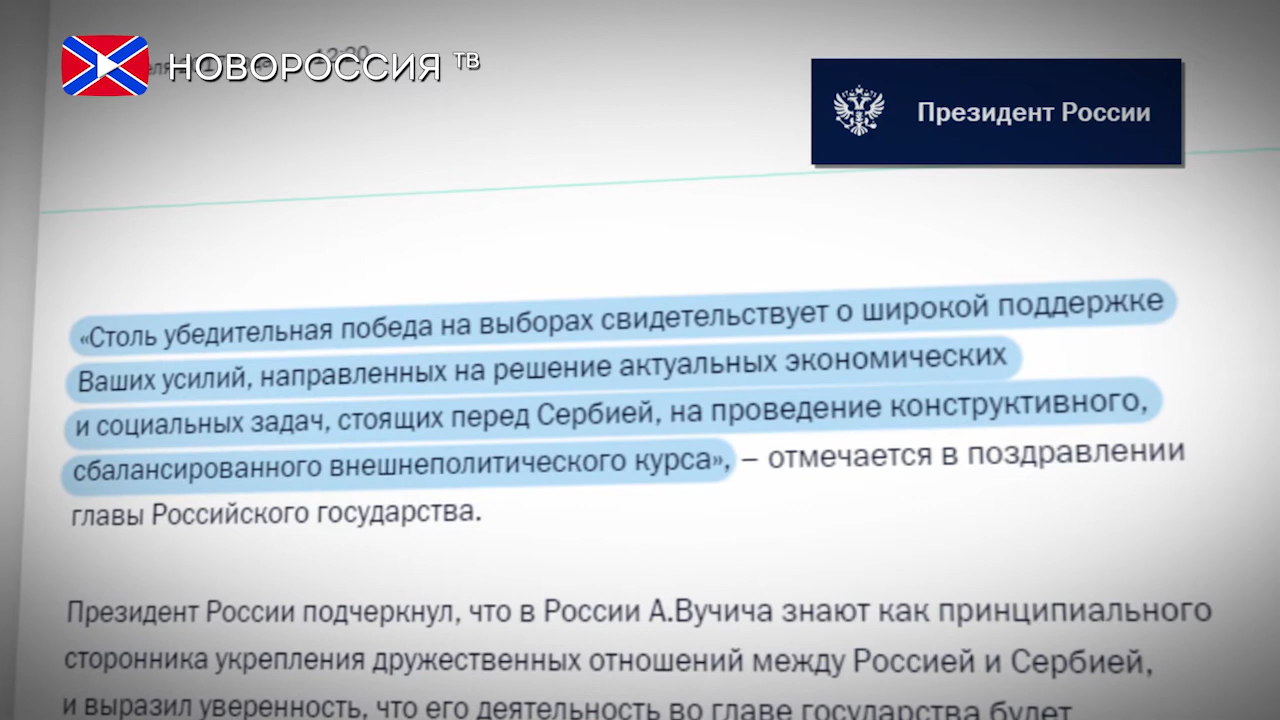 НОВОРОССИЯ ТВ
Президент России
«Столь убедительная победа на выборах свидетельствует о широкой поддержке
Ваших усилий, направленных на решение актуальных экономических
и социальных задач, стоящих перед Сербией, на проведение конструктивного,
сбалансированного внешнеполитического курса», – отмечается в поздравлении
главы Российского государства.
Президент России подчеркнул, что в России А.Вучича знают как принципиального
сторонника укрепления дружественных отношений между Россией и Сербией,
и выразил уверенность, что его деятельность во главе государства будет